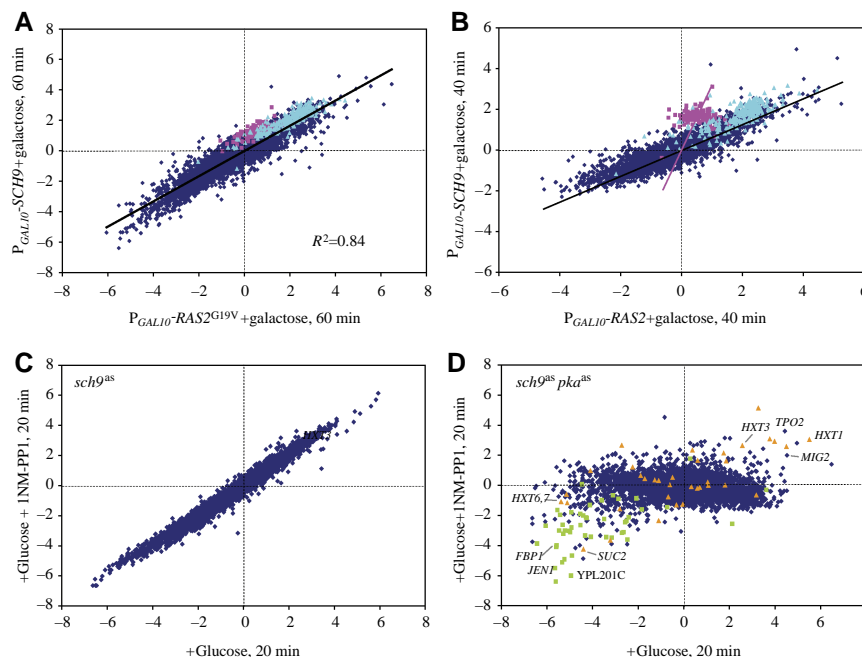 A
8
6
4
2
0
−2
−4
−6
−8
−8 −6 −4 −2 0 2 4 6 8
P_GAL10-SCH9+galactose, 60 min
R²=0.84
P_GAL10-RAS2^G19V+galactose, 60 min
B
6
4
2
0
−2
−4
−6
−6 −4 −2 0 2 4 6
P_GAL10-SCH9+galactose, 40 min
P_GAL10-RAS2+galactose, 40 min
C
sch9^as
8
6
4
2
0
−2
−4
−6
−8
−8 −6 −4 −2 0 2 4 6 8
+Glucose + 1NM-PP1, 20 min
HXT3
+Glucose, 20 min
D
sch9^as pka^as
8
6
4
2
0
−2
−4
−6
−8
−8 −6 −4 −2 0 2 4 6 8
+Glucose+1NM-PP1, 20 min
HXT3 TPO2
HXT1
MIG2
HXT6,7
FBP1
SUC2
JEN1
YPL201C
+Glucose, 20 min